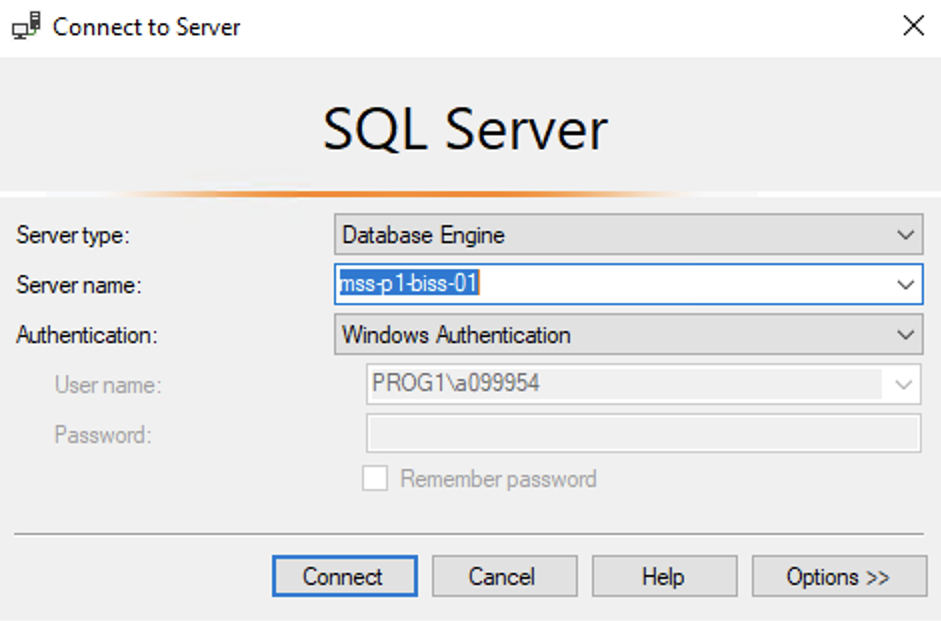 Connect to Server
SQL Server
Server type: Database Engine
Server name: mss-p1-biss-01
Authentication: Windows Authentication
User name: PROG1\a099954
Password:
Remember password
Connect Cancel Help Options >>